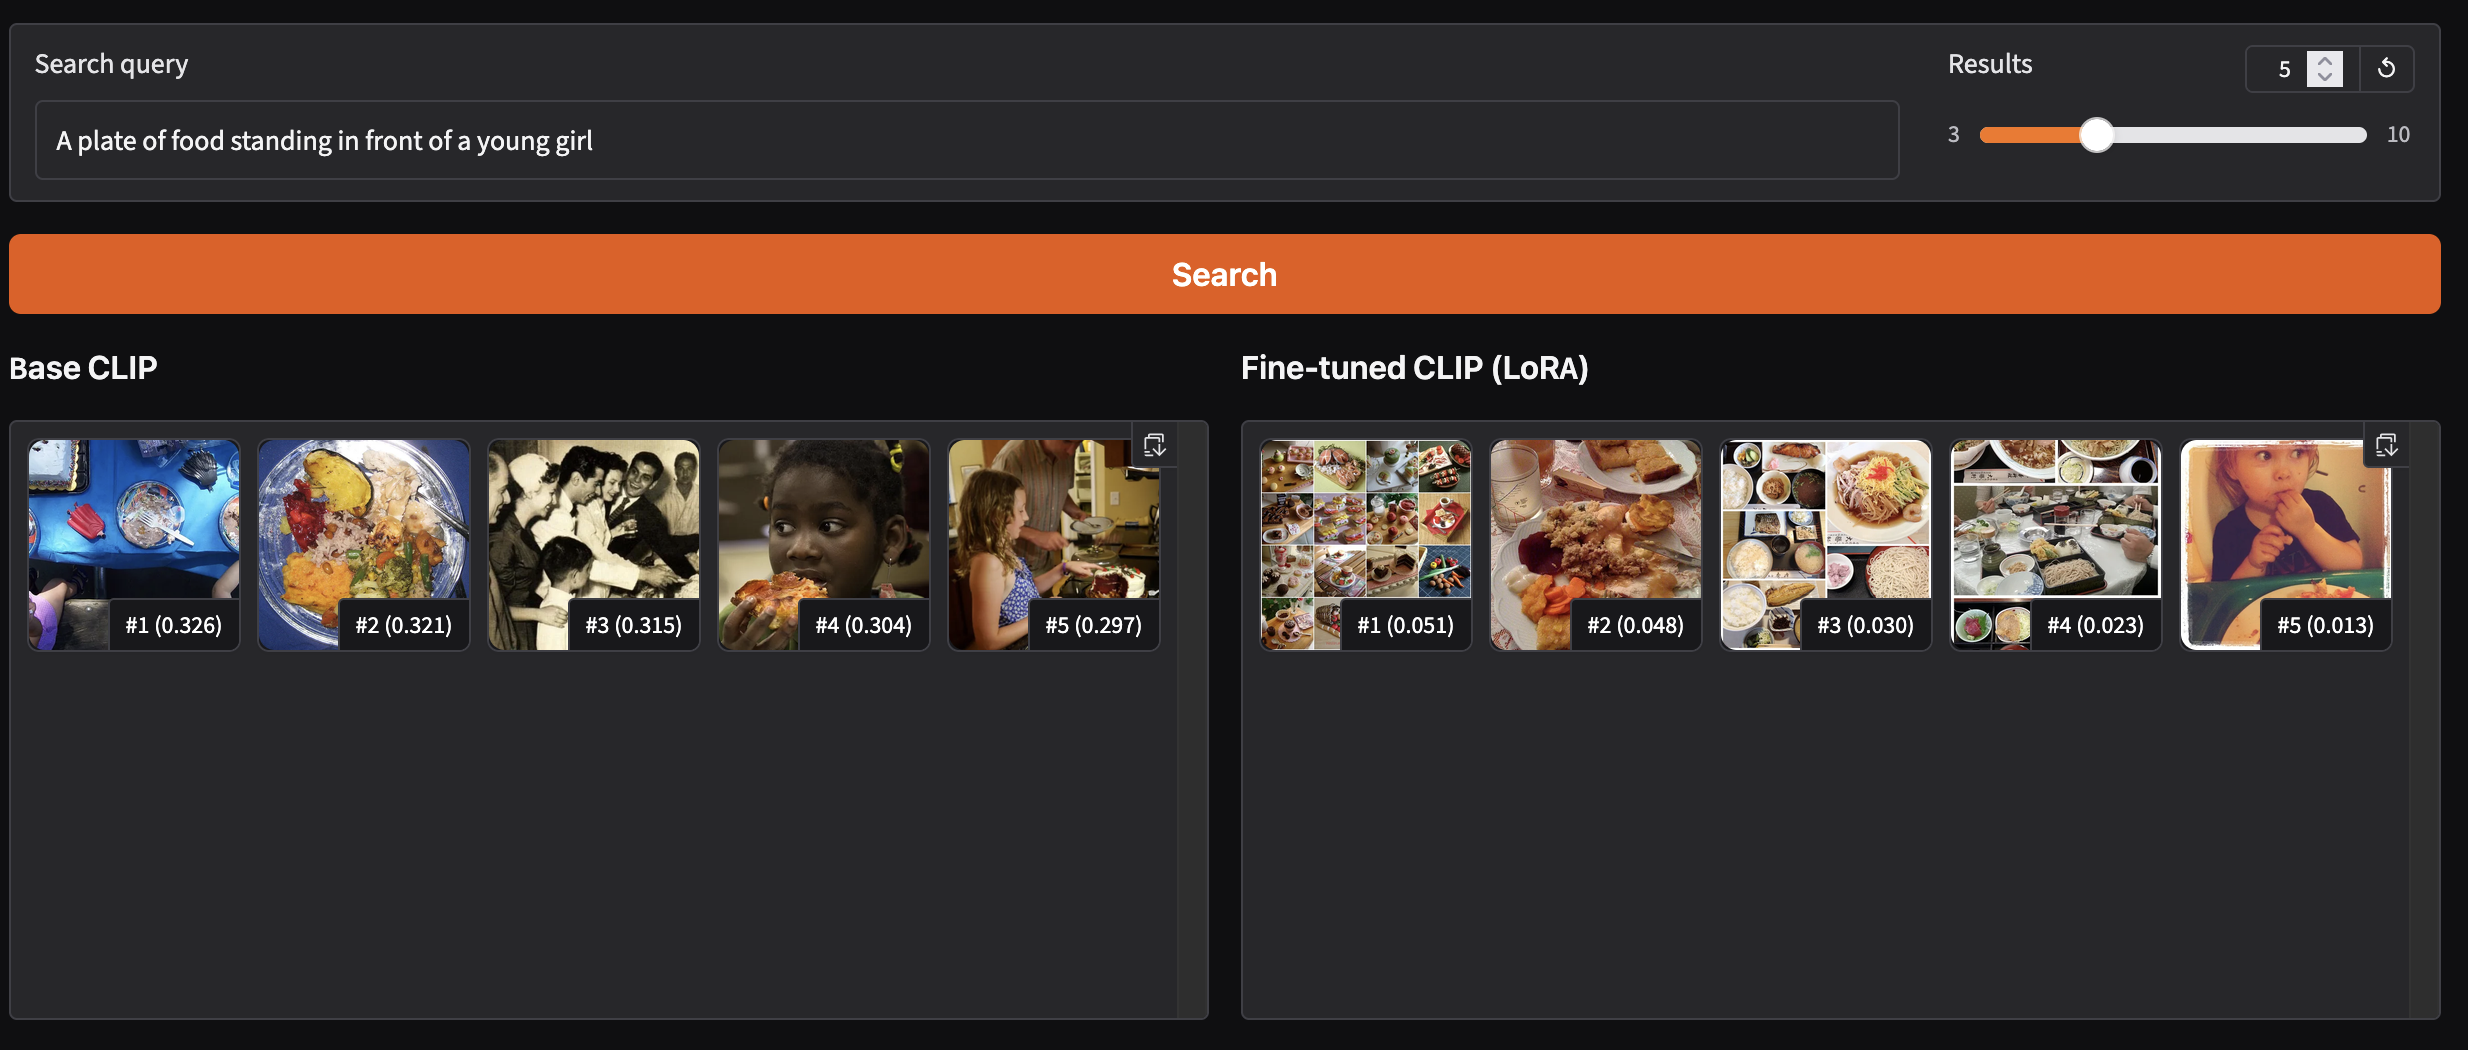 Search query
Results
5
A plate of food standing in front of a young girl
3
10
Search
Base CLIP
Fine-tuned CLIP (LoRA)
#1 (0.326)
#2 (0.321)
#3 (0.315)
#4 (0.304)
#5 (0.297)
#1 (0.051)
#2 (0.048)
#3 (0.030)
#4 (0.023)
#5 (0.013)